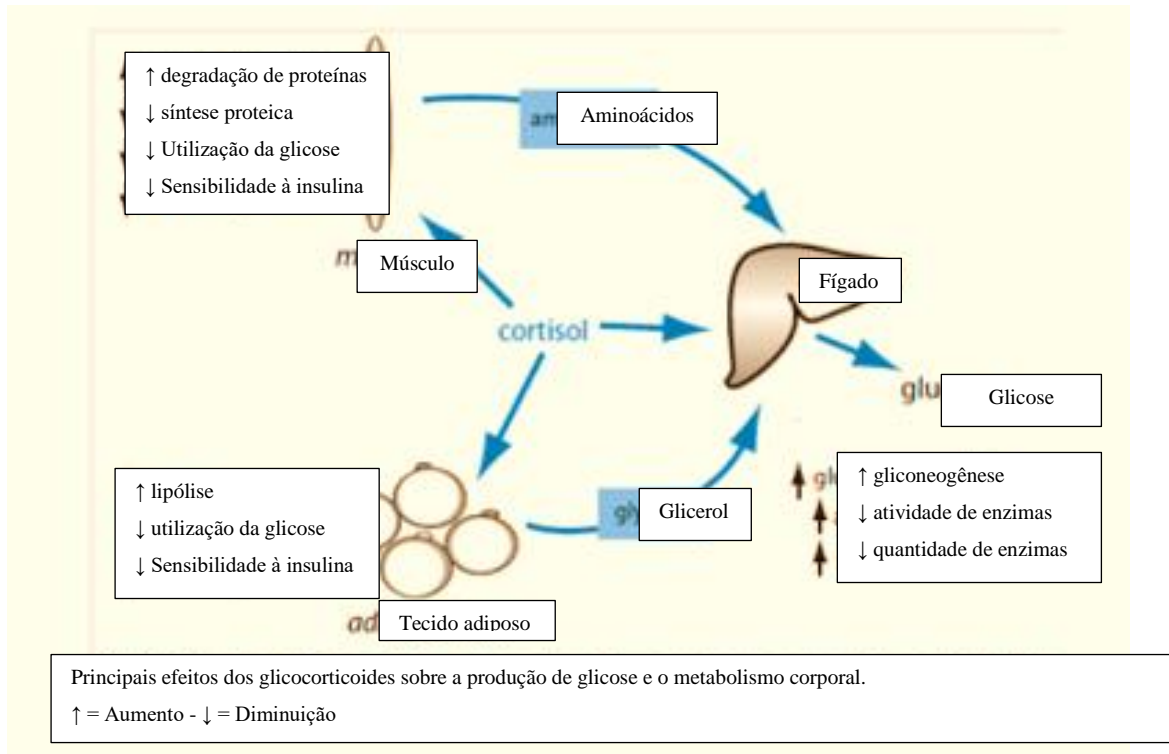 ↑ degradação de proteínas
↓ síntese proteica
↓ Utilização da glicose
↓ Sensibilidade à insulina
Aminoácidos
Músculo
Fígado
cortisol
Glicose
↑ lipólise
↓ utilização da glicose
↓ Sensibilidade à insulina
Glicerol
↑ gliconeogênese
↓ atividade de enzimas
↓ quantidade de enzimas
Tecido adiposo
Principais efeitos dos glicocorticoides sobre a produção de glicose e o metabolismo corporal.
↑ = Aumento - ↓ = Diminuição